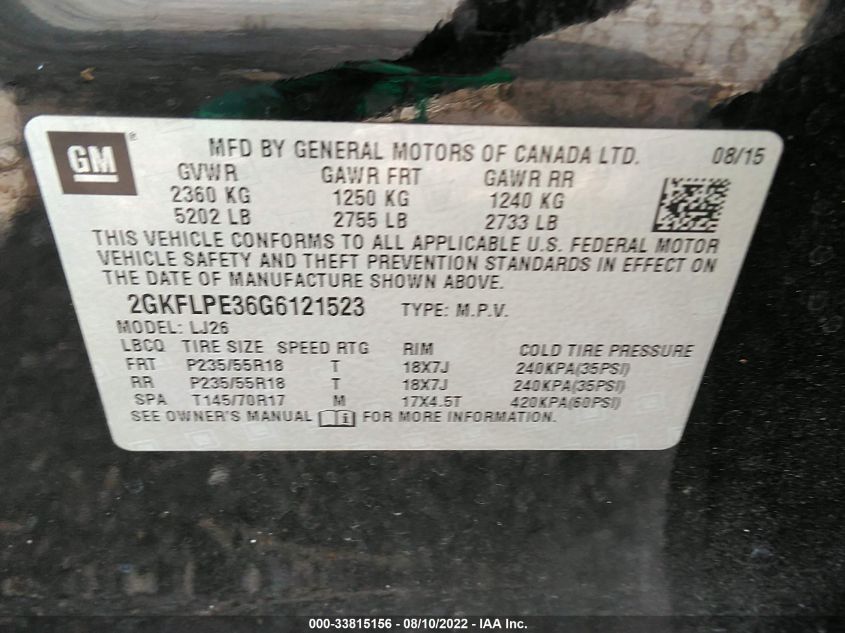 GM ® MFD BY GENERAL MOTORS OF CANADA LTD. 08/15
GVWR GAWR FRT GAWR RR
2360 KG 1250 KG 1240 KG
5202 LB 2755 LB 2733 LB
THIS VEHICLE CONFORMS TO ALL APPLICABLE U.S. FEDERAL MOTOR
VEHICLE SAFETY AND THEFT PREVENTION STANDARDS IN EFFECT ON
THE DATE OF MANUFACTURE SHOWN ABOVE.
2GKFLPE36G6121523 TYPE: M.P.V.
MODEL: LJ26
LBCQ TIRE SIZE SPEED RTG RIM COLD TIRE PRESSURE
FRT P235/55R18 T 18X7J 240KPA(35PSI)
RR P235/55R18 T 18X7J 240KPA(35PSI)
SPA T145/70R17 M 17X4.5T 420KPA(60PSI)
SEE OWNER'S MANUAL i FOR MORE INFORMATION.
000-33815156 - 08/10/2022 - IAA Inc.